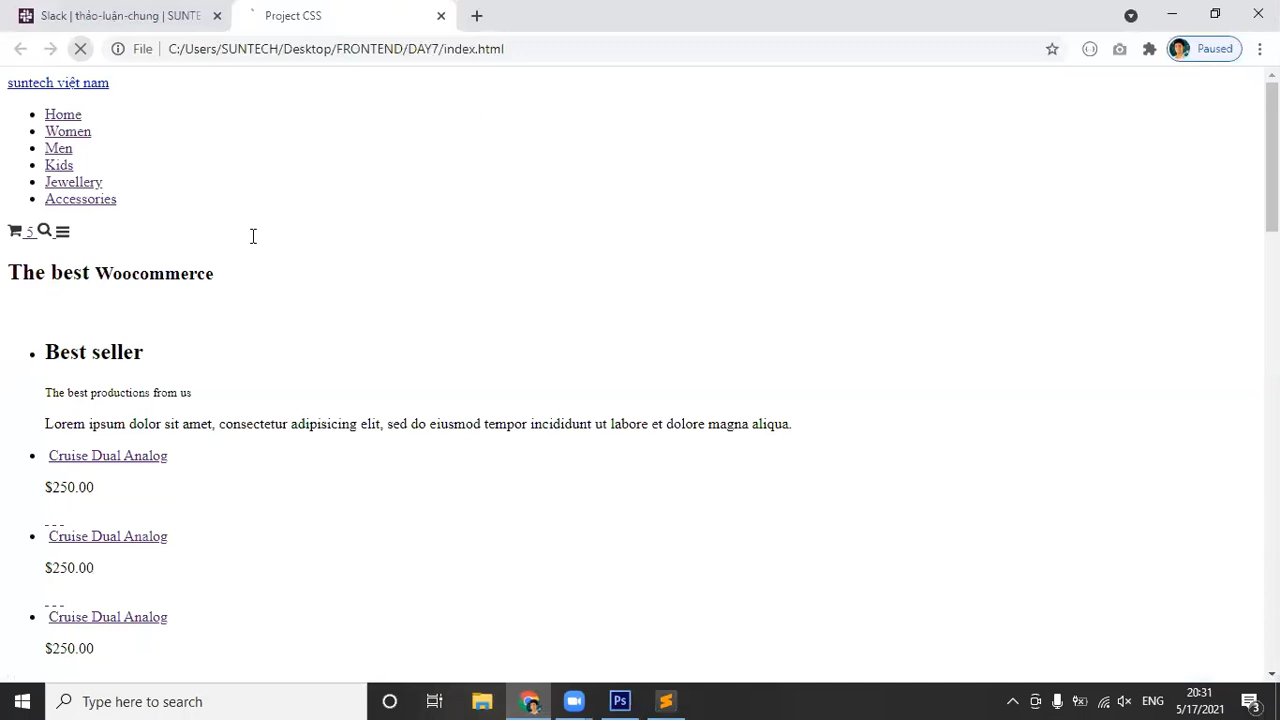 Slack | thảo-luận-chung | SUNTE
Project CSS
File
C:/Users/SUNTECH/Desktop/FRONTEND/DAY7/index.html
Paused
suntech việt nam
Home
Women
Men
Kids
Jewellery
Accessories
5
The best Woocommerce
Best seller
The best productions from us
Lorem ipsum dolor sit amet, consectetur adipisicing elit, sed do eiusmod tempor incididunt ut labore et dolore magna aliqua.
Cruise Dual Analog
$250.00
Cruise Dual Analog
$250.00
Cruise Dual Analog
$250.00
Type here to search
Ps
ENG
20:31
5/17/2021
3